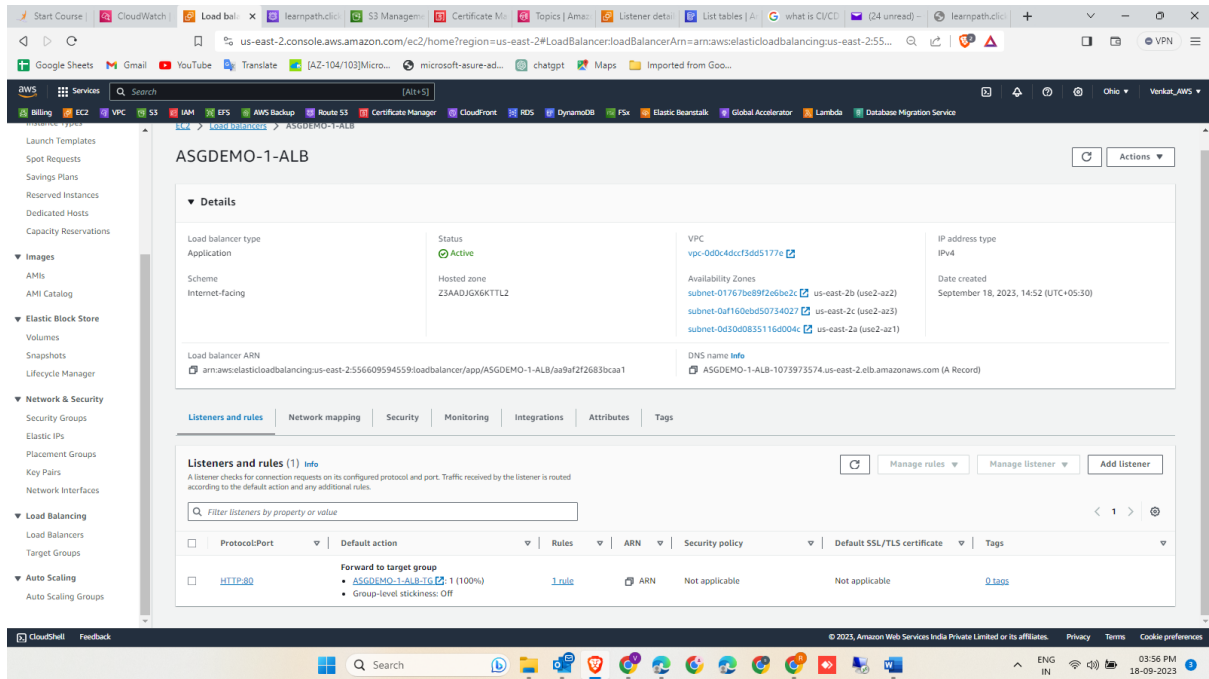 Start Course |
CloudWatch |
Load bala
learnpath.click
S3 Manageme
Certificate Ma
Topics | Amaz
Listener detail
List tables | A
what is CI/CD
(24 unread) -
learnpath.click
us-east-2.console.aws.amazon.com/ec2/home?region=us-east-2#LoadBalancer:loadBalancerArn=arn:aws:elasticloadbalancing:us-east-2:55...
VPN
Google Sheets Gmail YouTube Translate [AZ-104/103]Micro... microsoft-asure-ad... chatgpt Maps Imported from Goo...
aws Services Search [Alt+S] Ohio ▼ Venkat_AWS ▼
Billing EC2 VPC S3 IAM EFS AWS Backup Route 53 Certificate Manager CloudFront RDS DynamoDB FSx Elastic Beanstalk Global Accelerator Lambda Database Migration Service
Instance Types
Launch Templates
Spot Requests
Savings Plans
Reserved Instances
Dedicated Hosts
Capacity Reservations
▼ Images
AMIs
AMI Catalog
▼ Elastic Block Store
Volumes
Snapshots
Lifecycle Manager
▼ Network & Security
Security Groups
Elastic IPs
Placement Groups
Key Pairs
Network Interfaces
▼ Load Balancing
Load Balancers
Target Groups
▼ Auto Scaling
Auto Scaling Groups
EC2 > Load balancers > ASGDEMO-1-ALB
ASGDEMO-1-ALB
Actions ▼
▼ Details
Load balancer type
Application
Status
Active
VPC
vpc-0d0c4dccf3dd5177e
IP address type
IPv4
Scheme
Internet-facing
Hosted zone
Z3AADJGX6KTTL2
Availability Zones
subnet-01767be89f2e6be2c us-east-2b (use2-az2)
subnet-0af160ebd50734027 us-east-2c (use2-az3)
subnet-0d30d0835116d004c us-east-2a (use2-az1)
Date created
September 18, 2023, 14:52 (UTC+05:30)
Load balancer ARN
arn:aws:elasticloadbalancing:us-east-2:556609594559:loadbalancer/app/ASGDEMO-1-ALB/aa9af2f2683bcaa1
DNS name Info
ASGDEMO-1-ALB-1073973574.us-east-2.elb.amazonaws.com (A Record)
Listeners and rules Network mapping Security Monitoring Integrations Attributes Tags
Listeners and rules (1) Info
A listener checks for connection requests on its configured protocol and port. Traffic received by the listener is routed
according to the default action and any additional rules.
Manage rules ▼ Manage listener ▼ Add listener
Filter listeners by property or value
< 1 >
Protocol:Port Default action Rules ARN Security policy Default SSL/TLS certificate Tags
Forward to target group
HTTP:80 • ASGDEMO-1-ALB-TG : 1 (100%) 1 rule ARN Not applicable Not applicable 0 tags
• Group-level stickiness: Off
CloudShell Feedback © 2023, Amazon Web Services India Private Limited or its affiliates. Privacy Terms Cookie preferences
Search
ENG
IN
03:56 PM
18-09-2023
3